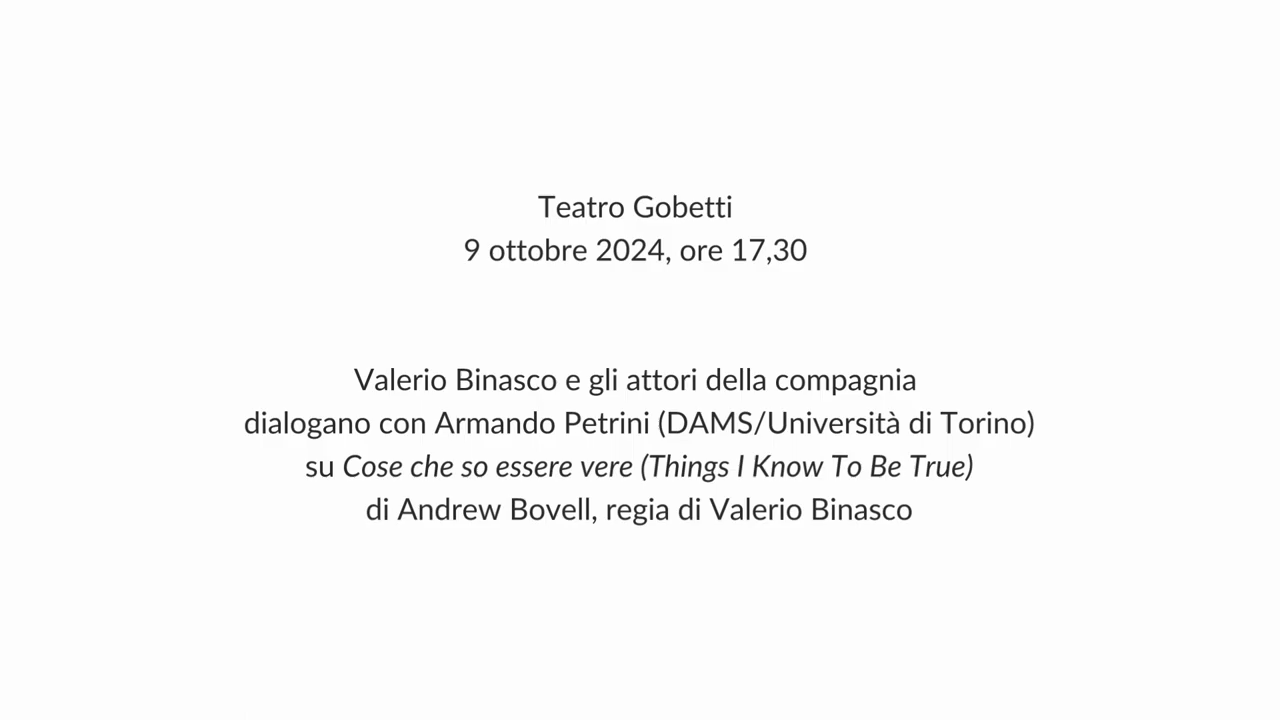 Teatro Gobetti
9 ottobre 2024, ore 17,30
Valerio Binasco e gli attori della compagnia
dialogano con Armando Petrini (DAMS/Università di Torino)
su Cose che so essere vere (Things I Know To Be True)
di Andrew Bovell, regia di Valerio Binasco